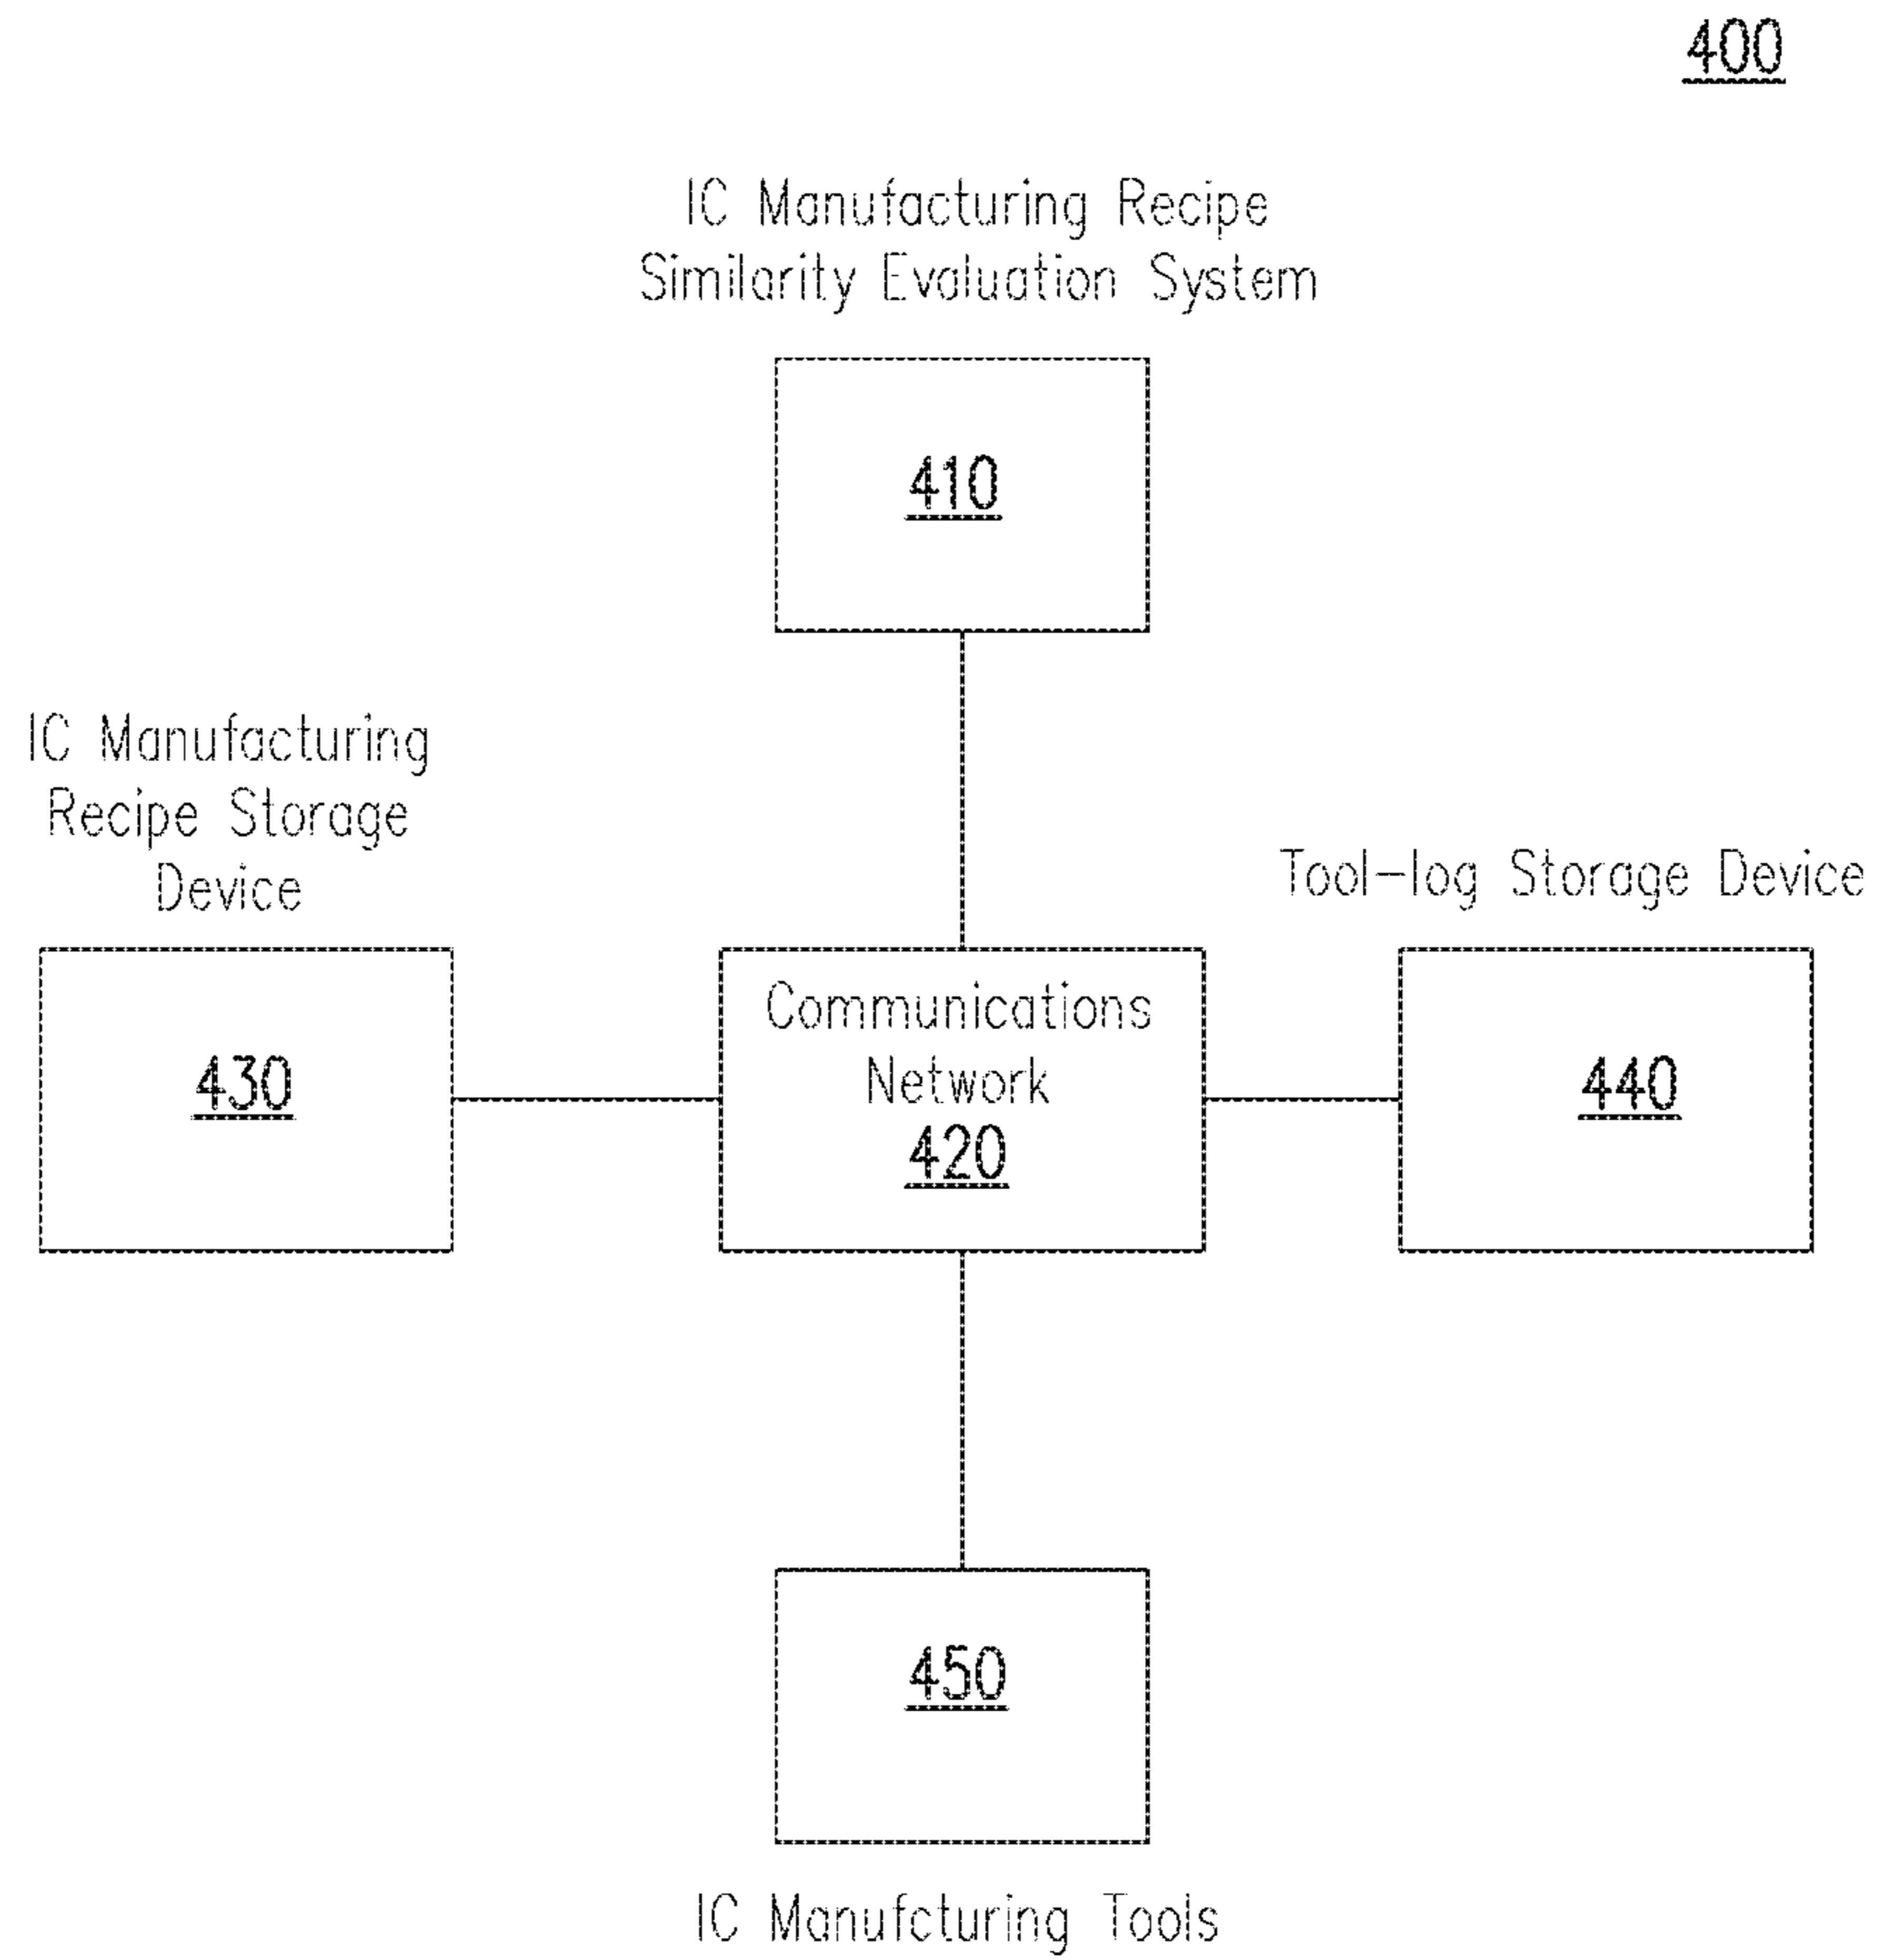 400
IC Manufacturing Recipe
Similarity Evaluation System
410
IC Manufacturing
Recipe Storage
Device
430
Communications
Network
420
Tool-log Storage Device
440
450
IC Manufcturing Tools